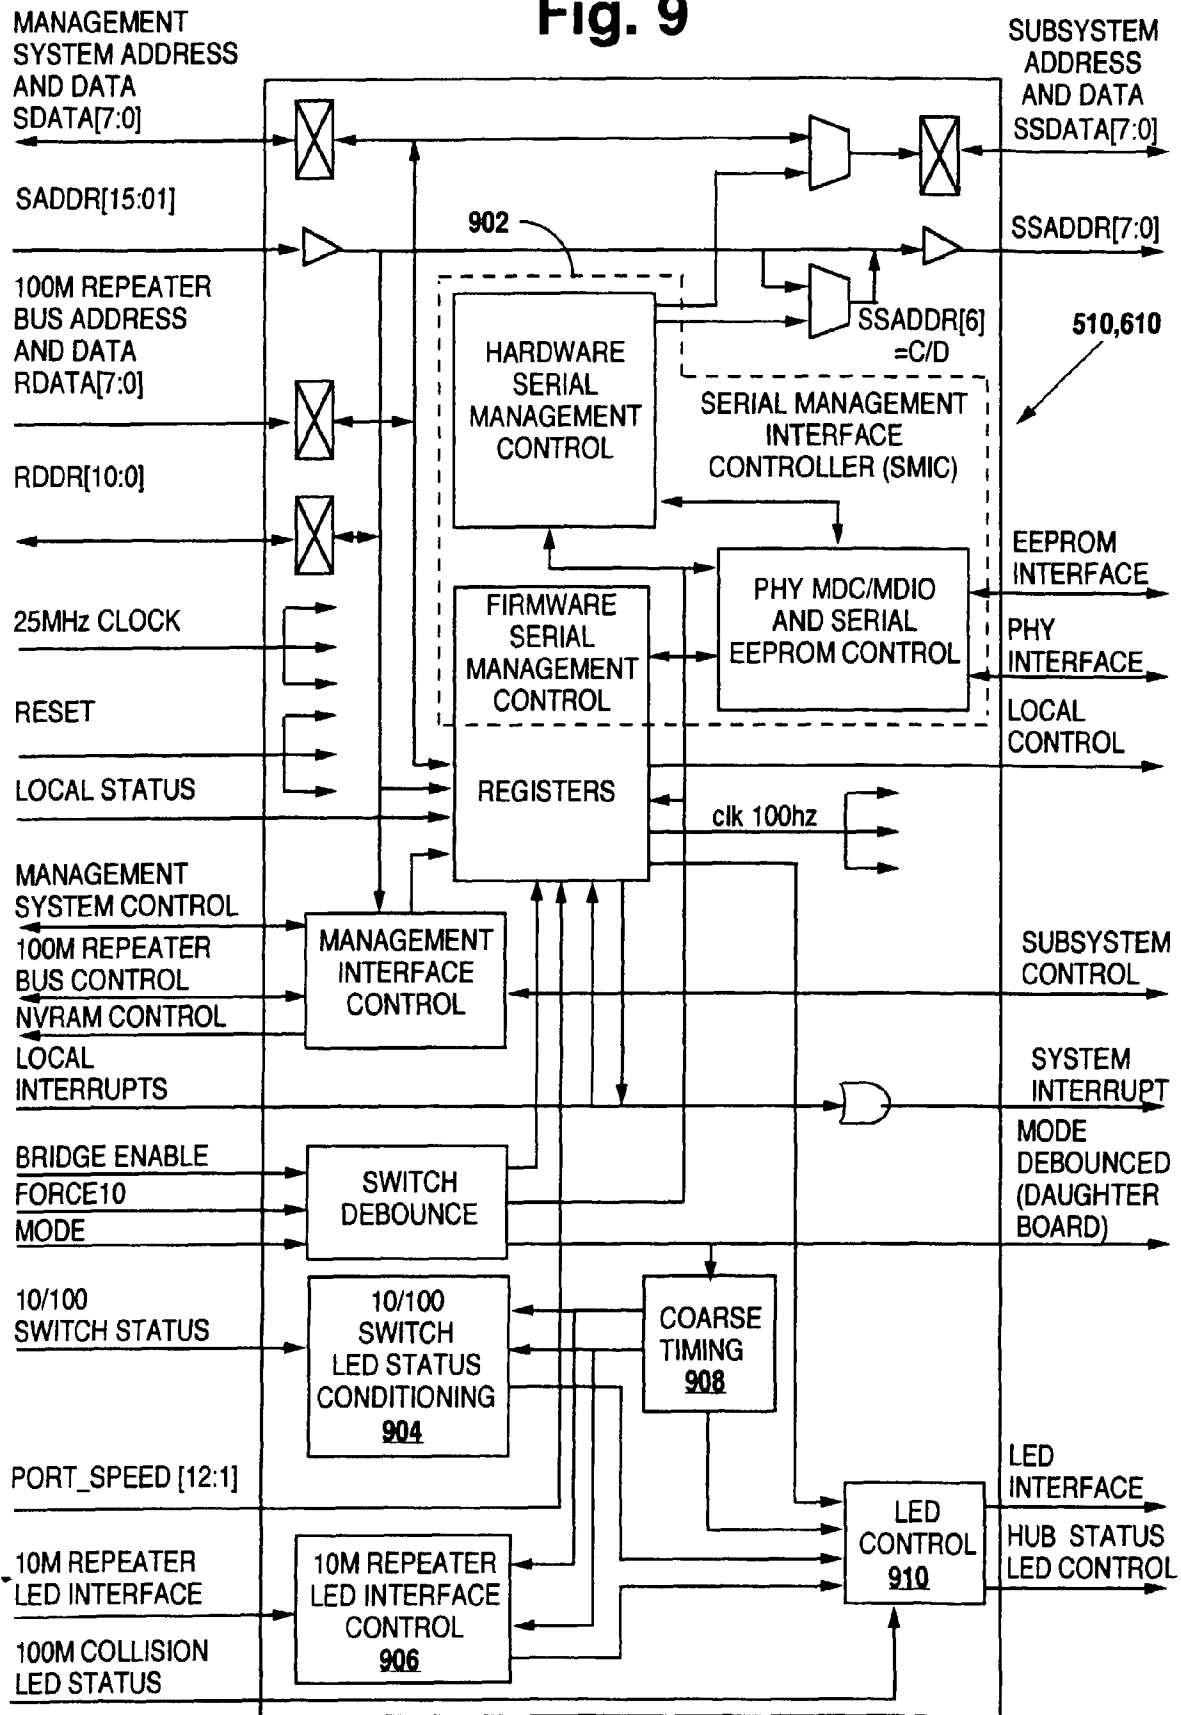 Fig. 9
MANAGEMENT
SYSTEM ADDRESS
AND DATA
SDATA[7:0]
SADDR[15:01]
100M REPEATER
BUS ADDRESS
AND DATA
RDATA[7:0]
RDDR[10:0]
25MHz CLOCK
RESET
LOCAL STATUS
MANAGEMENT
SYSTEM CONTROL
100M REPEATER
BUS CONTROL
NVRAM CONTROL
LOCAL
INTERRUPTS
BRIDGE ENABLE
FORCE10
MODE
10/100
SWITCH STATUS
PORT_SPEED [12:1]
10M REPEATER
LED INTERFACE
100M COLLISION
LED STATUS
902
HARDWARE
SERIAL
MANAGEMENT
CONTROL
SSADDR[6]
=C/D
SERIAL MANAGEMENT
INTERFACE
CONTROLLER (SMIC)
PHY MDC/MDIO
AND SERIAL
EEPROM CONTROL
FIRMWARE
SERIAL
MANAGEMENT
CONTROL
REGISTERS
clk 100hz
MANAGEMENT
INTERFACE
CONTROL
SWITCH
DEBOUNCE
10/100
SWITCH
LED STATUS
CONDITIONING
904
COARSE
TIMING
908
10M REPEATER
LED INTERFACE
CONTROL
906
LED
CONTROL
910
SUBSYSTEM
ADDRESS
AND DATA
SSDATA[7:0]
SSADDR[7:0]
510,610
EEPROM
INTERFACE
PHY
INTERFACE
LOCAL
CONTROL
SUBSYSTEM
CONTROL
SYSTEM
INTERRUPT
MODE
DEBOUNCED
(DAUGHTER
BOARD)
LED
INTERFACE
HUB STATUS
LED CONTROL